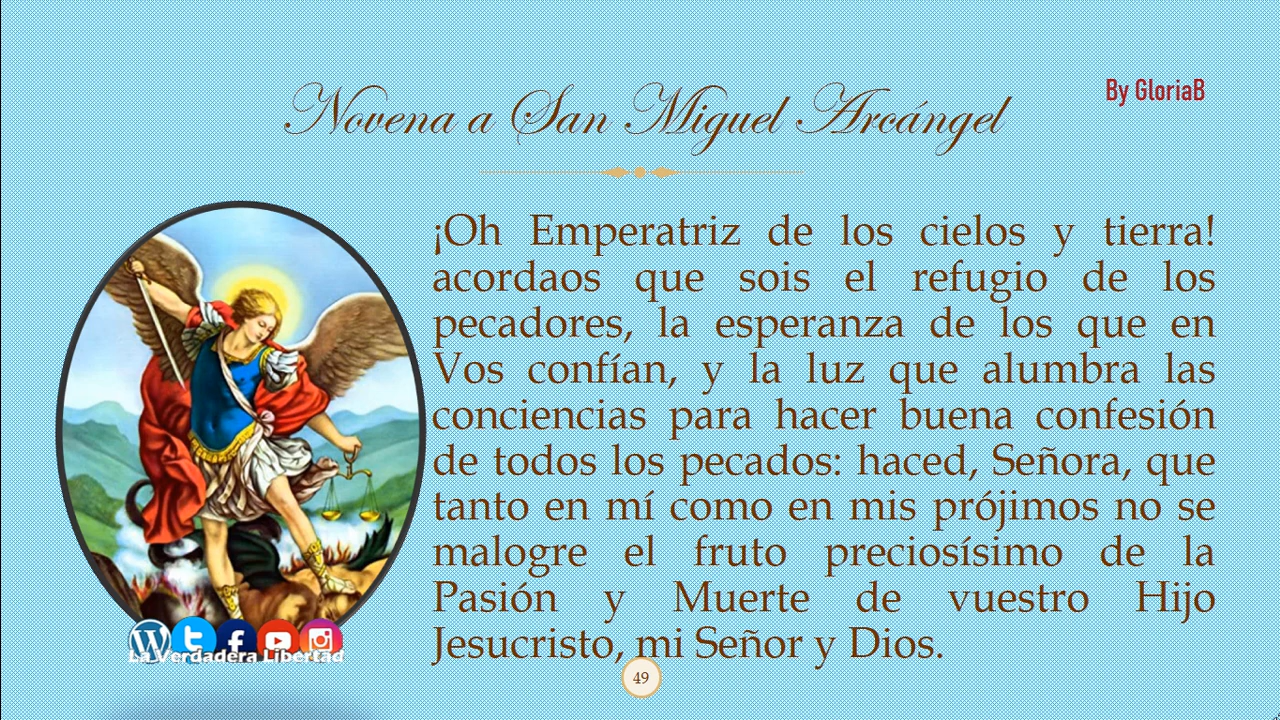 By GloriaB
Novena a San Miguel Arcángel
¡Oh Emperatriz de los cielos y tierra!
acordaos que sois el refugio de los
pecadores, la esperanza de los que en
Vos confían, y la luz que alumbra las
conciencias para hacer buena confesión
de todos los pecados: haced, Señora, que
tanto en mí como en mis prójimos no se
malogre el fruto preciosísimo de la
Pasión y Muerte de vuestro Hijo
Jesucristo, mi Señor y Dios.
La Verdadera Libertad
49